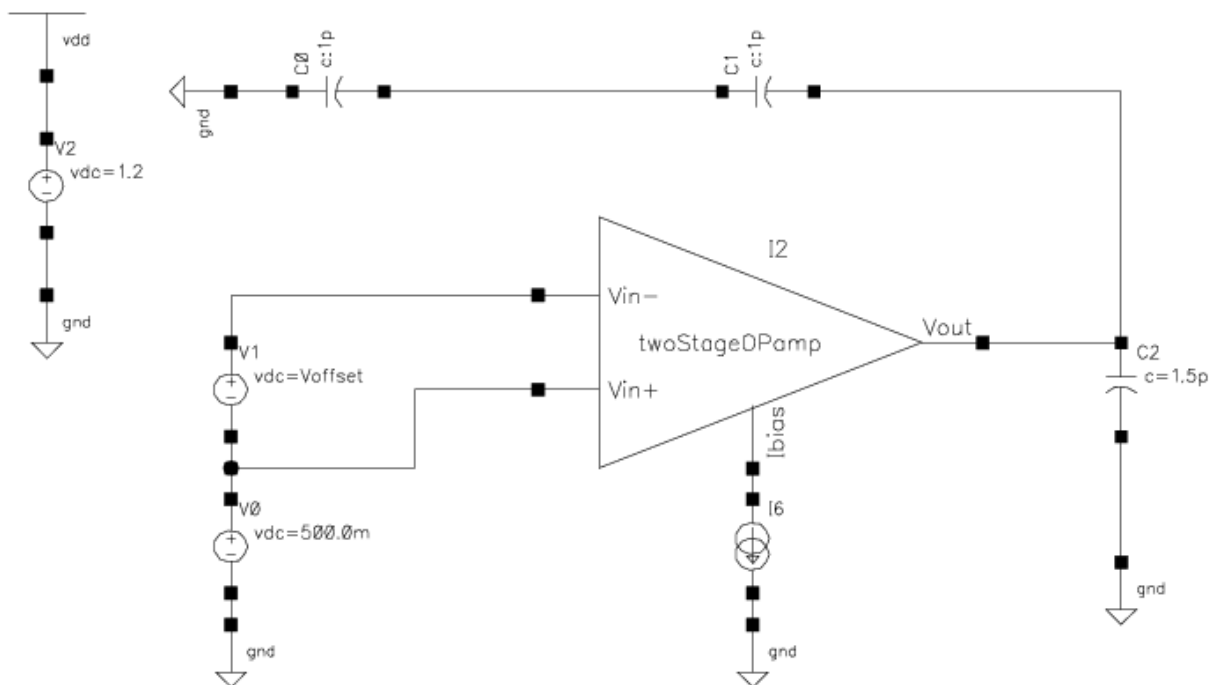 vdd
V2
vdc=1.2
gnd
gnd
C0
c:1p
C1
c:1p
I2
Vin-
twoStageOPamp
Vin+
Vout
Ibias
V1
vdc=Voffset
V0
vdc=500.0m
gnd
I6
gnd
C2
c=1.5p
gnd